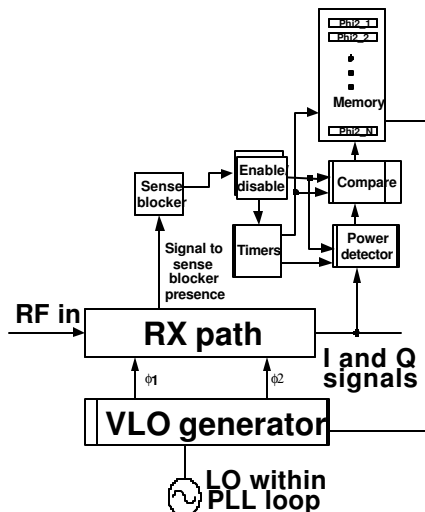 Phi2_1
Phi2_2
Memory
Phi2_N
Enable/
disable
Sense
blocker
Compare
Timers
Power
detector
Signal to
sense
blocker
presence
RF in
RX path
I and Q
signals
ϕ1
ϕ2
VLO generator
LO within
PLL loop